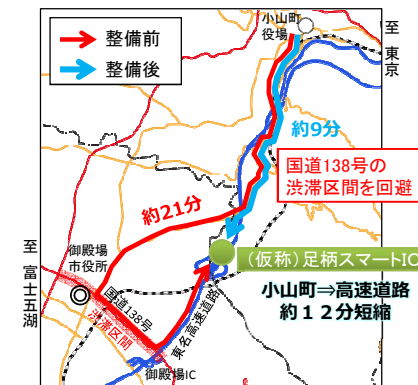 小山町
役場
至 東京
整備前
整備後
約9分
国道138号の
渋滞区間を回避
約21分
(仮称)足柄スマートIC
小山町⇒高速道路
約12分短縮
至 富士五湖
御殿場
市役所
国道138号
渋滞区間
東名高速道路
御殿場IC